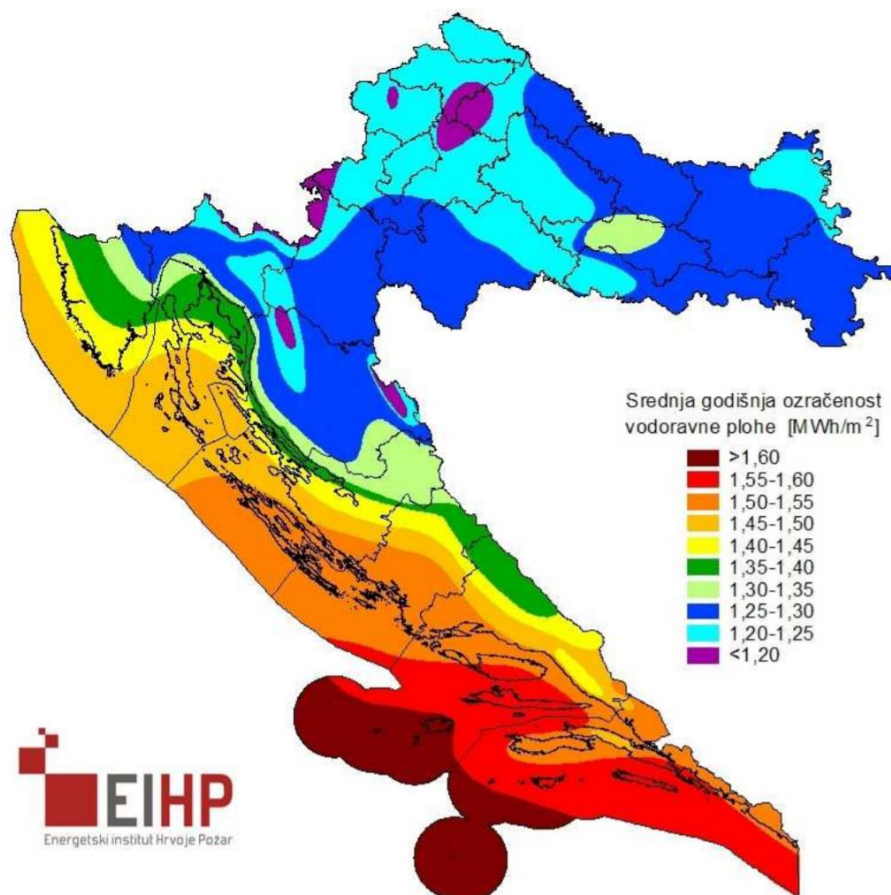 Srednja godišnja ozračenost
vodoravne plohe [MWh/m²]
>1,60
1,55-1,60
1,50-1,55
1,45-1,50
1,40-1,45
1,35-1,40
1,30-1,35
1,25-1,30
1,20-1,25
<1,20
EIHP
Energetski institut Hrvoje Požar